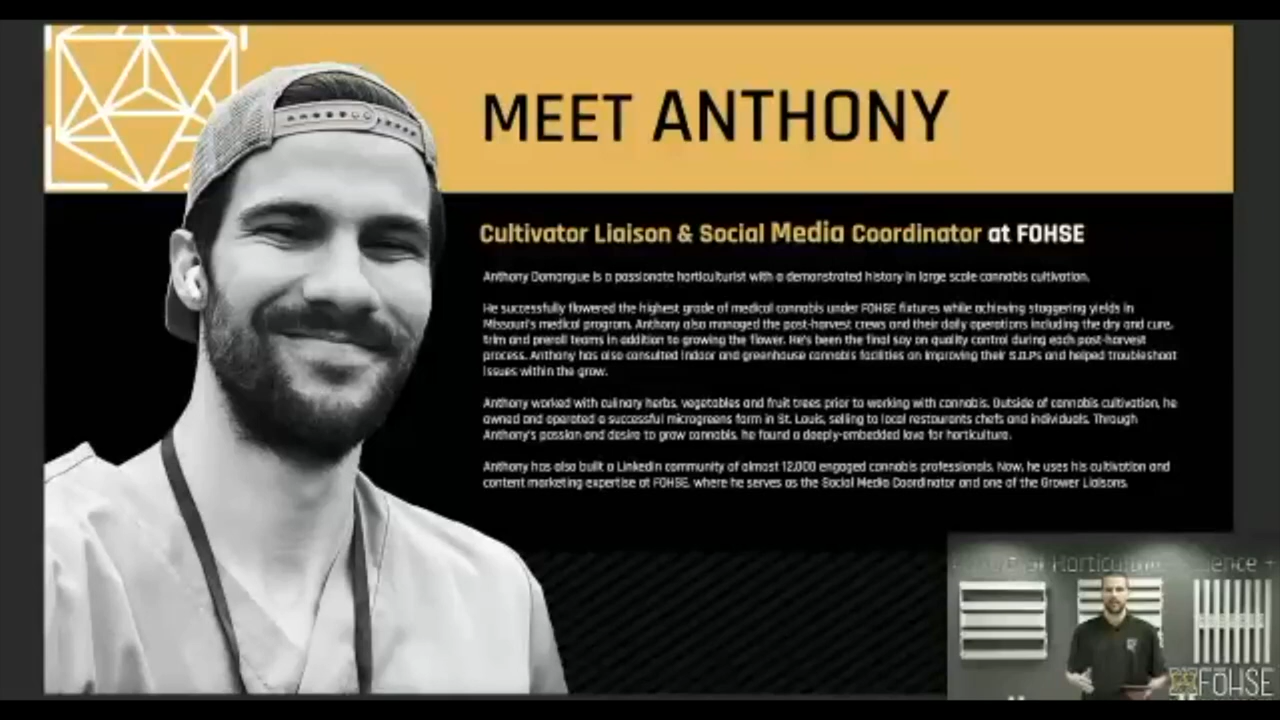 MEET ANTHONY
Cultivator Liaison & Social Media Coordinator at FOHSE
Anthony Domangue is a passionate horticulturist with a demonstrated history in large scale cannabis cultivation.
He successfully flowered the highest grade of medical cannabis under FOHSE fixtures while achieving staggering yields in
Missouri's medical program. Anthony also managed the post-harvest crews and their daily operations including the dry and cure,
trim and preroll teams in addition to growing the flower. He's been the final say on quality control during each post-harvest
process. Anthony has also consulted indoor and greenhouse cannabis facilities on improving their S.O.Ps and helped troubleshoot
issues within the grow.
Anthony worked with culinary herbs, vegetables and fruit trees prior to working with cannabis. Outside of cannabis cultivation, he
owned and operated a successful microgreens farm in St. Louis, selling to local restaurants chefs and individuals. Through
Anthony's passion and desire to grow cannabis, he found a deeply-embedded love for horticulture.
Anthony has also built a LinkedIn community of almost 12,000 engaged cannabis professionals. Now, he uses his cultivation and
content marketing expertise at FOHSE, where he serves as the Social Media Coordinator and one of the Grower Liaisons.
of Horticulture +
FOHSE